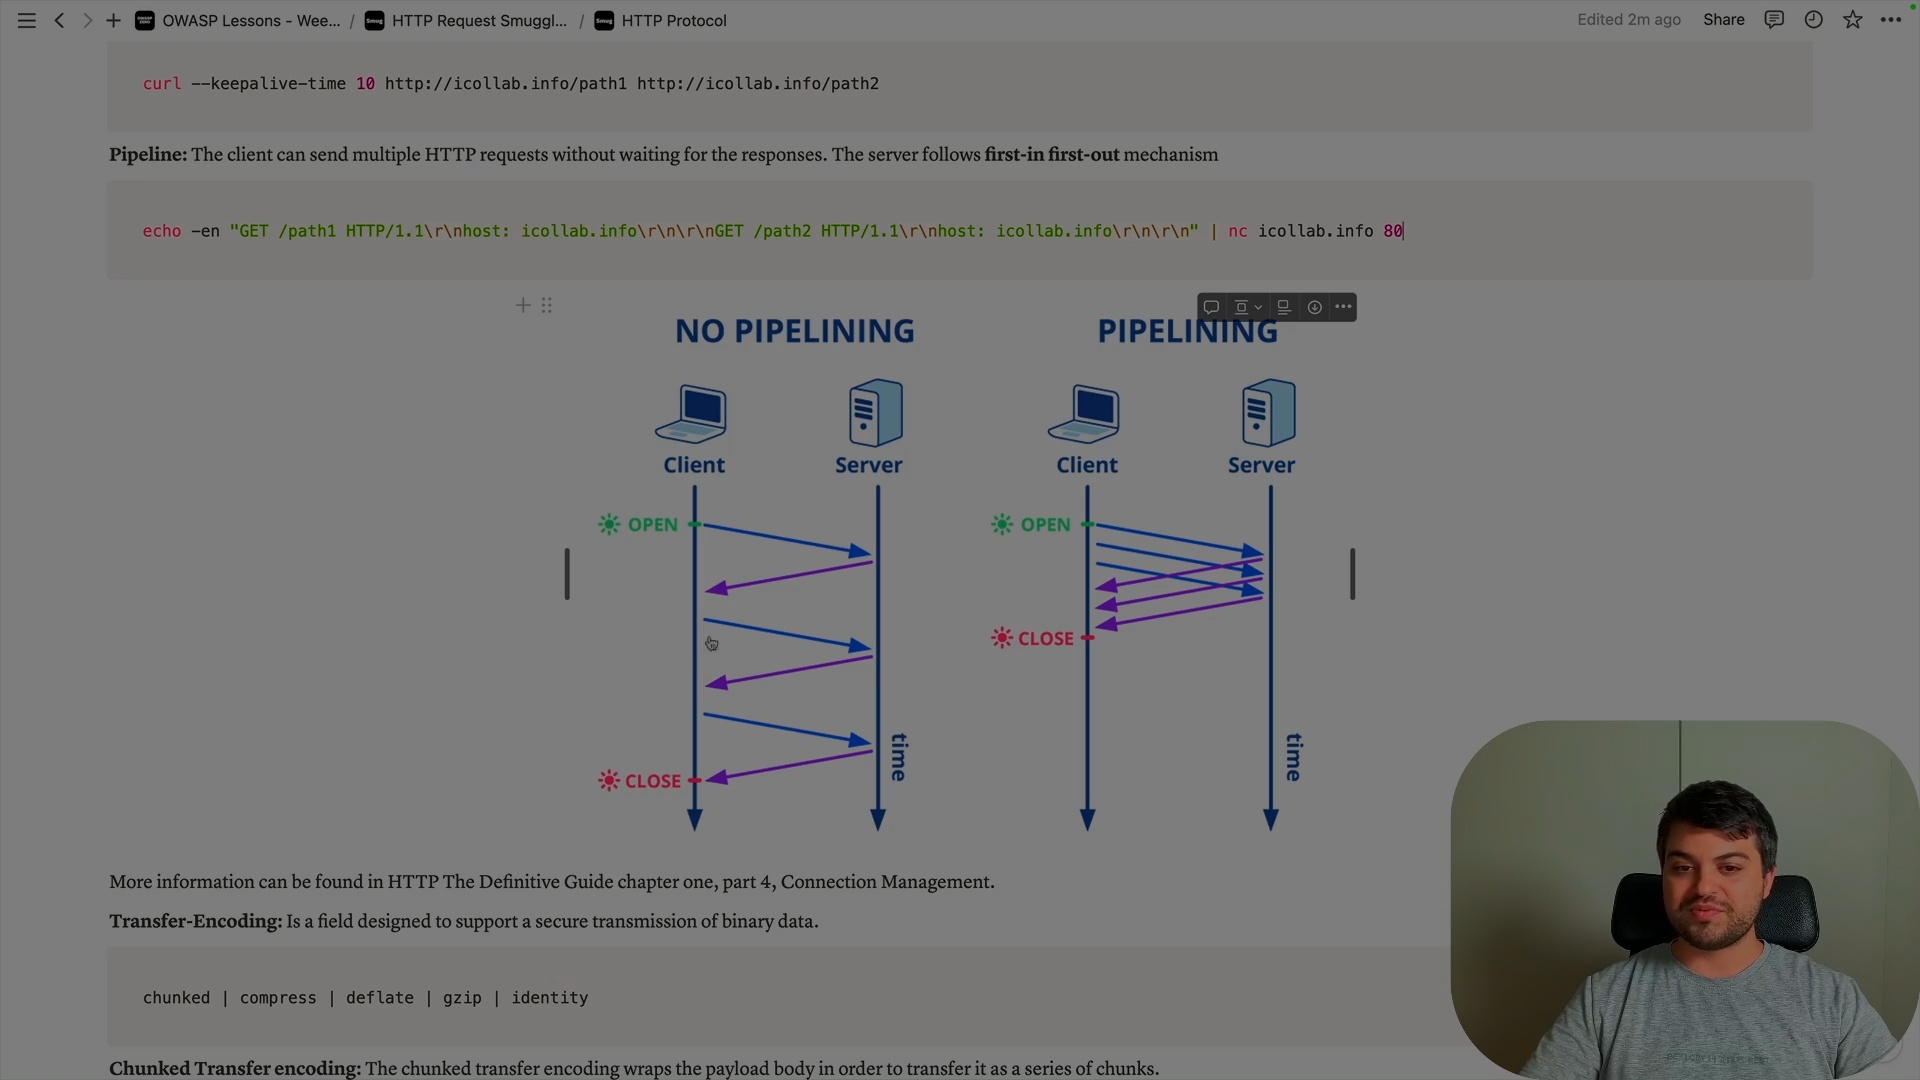 OWASP Lessons - Wee... / HTTP Request Smuggl... / HTTP Protocol
Edited 2m ago Share
curl --keepalive-time 10 http://icollab.info/path1 http://icollab.info/path2
Pipeline: The client can send multiple HTTP requests without waiting for the responses. The server follows first-in first-out mechanism
echo -en "GET /path1 HTTP/1.1\r\nhost: icollab.info\r\n\r\nGET /path2 HTTP/1.1\r\nhost: icollab.info\r\n\r\n" | nc icollab.info 80
NO PIPELINING
PIPELINING
Client Server
Client Server
OPEN
OPEN
CLOSE
time
time
CLOSE
More information can be found in HTTP The Definitive Guide chapter one, part 4, Connection Management.
Transfer-Encoding: Is a field designed to support a secure transmission of binary data.
chunked | compress | deflate | gzip | identity
Chunked Transfer encoding: The chunked transfer encoding wraps the payload body in order to transfer it as a series of chunks.